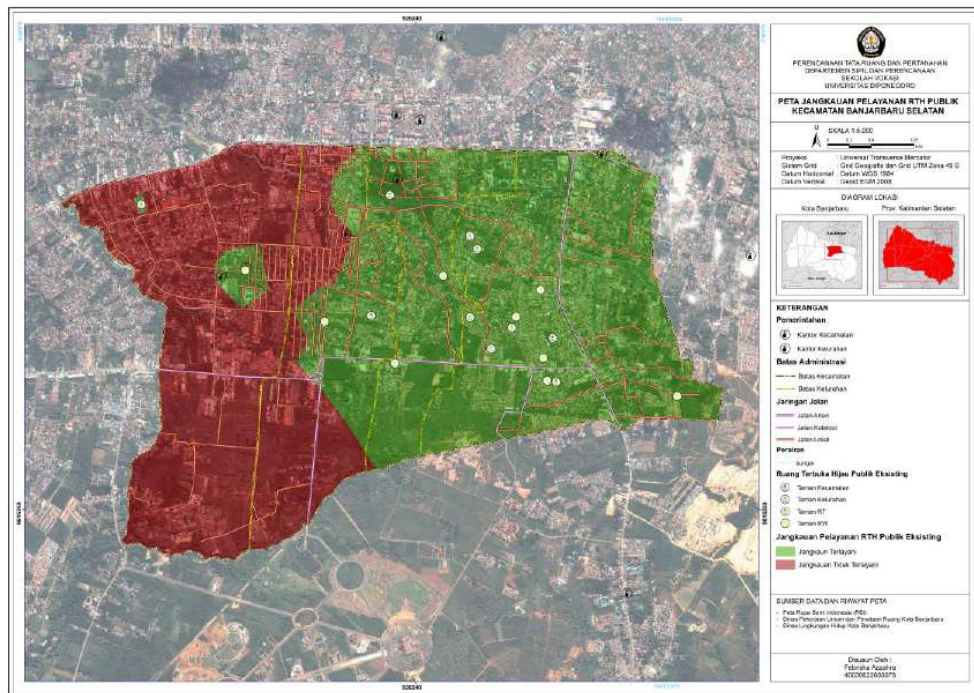 926240
PERENCANAAN TATA RUANG DAN PERTANAHAN
DEPARTEMEN SIPIL DAN PERENCANAAN
SEKOLAH VOKASI
UNIVERSITAS DIPONEGORO
PETA JANGKAUAN PELAYANAN RTH PUBLIK
KECAMATAN BANJARBARU SELATAN
U
SKALA
Proyeksi : Universal Transverse Mercator
Sistem Grid : Grid Geografis dan Grid UTM Zona 49 S
Datum Horizontal : Datum WGS 1984
Datum Vertikal : Geoid EGM 2008
DIAGRAM LOKASI
Kota Banjarbaru
Prov. Kalimantan Selatan
KETERANGAN
Pemerintahan
Kantor Kecamatan
Kantor Kelurahan
Batas Administrasi
Batas Kecamatan
Batas Kelurahan
Jaringan Jalan
Jalan Arteri
Jalan Kolektor
Jalan Lokal
Perairan
Sungai
Ruang Terbuka Hijau Publik Eksisting
Taman Kecamatan
Taman Kelurahan
Taman RT
Taman RW
Jangkauan Pelayanan RTH Publik Eksisting
Jangkaun Terlayani
Jangkauan Tidak Terlayani
SUMBER DATA DAN RIWAYAT PETA
- Peta Rupa Bumi Indonesia (RBI)
- Dinas Pekerjaan Umum dan Penataan Ruang Kota Banjarbaru
- Dinas Lingkungan Hidup Kota Banjarbaru
Disusun Oleh :
926240